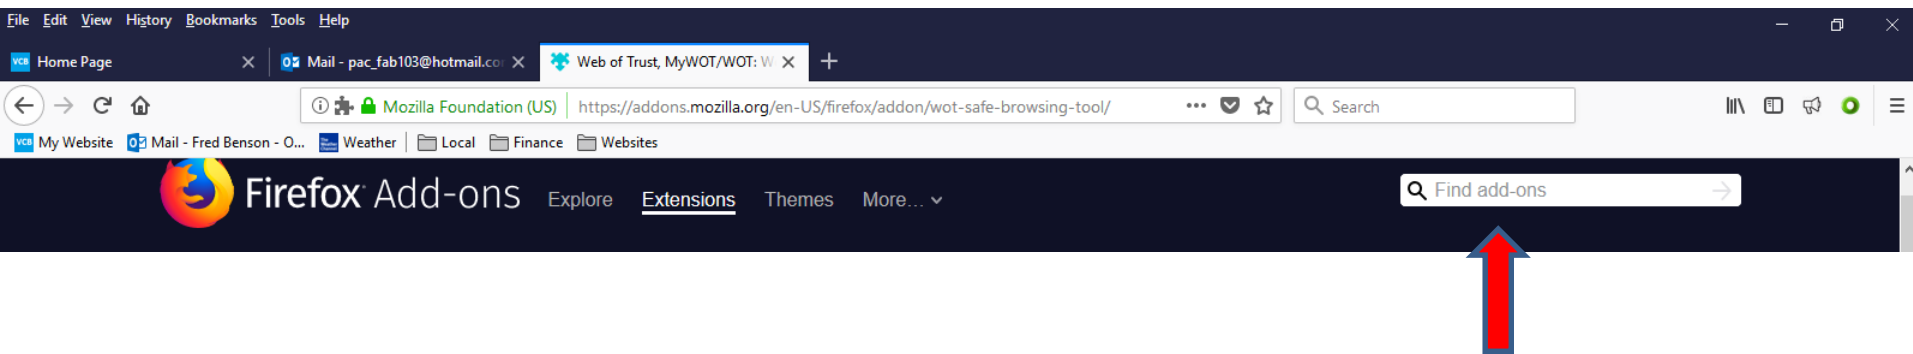 File Edit View History Bookmarks Tools Help
VCB Home Page Mail - pac_fab103@hotmail.co Web of Trust, MyWOT/WOT: W
Mozilla Foundation (US) https://addons.mozilla.org/en-US/firefox/addon/wot-safe-browsing-tool/ Search
VCB My Website Mail - Fred Benson - O... Weather Local Finance Websites
Firefox Add-ons Explore Extensions Themes More... Find add-ons